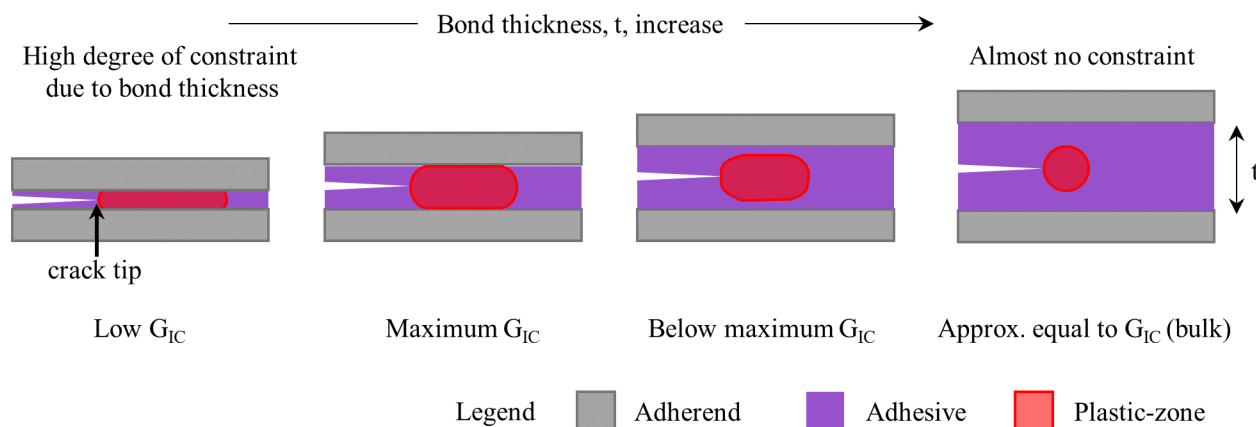 Bond thickness, t, increase
High degree of constraint
due to bond thickness
Almost no constraint
t
crack tip
Low G_IC
Maximum G_IC
Below maximum G_IC
Approx. equal to G_IC (bulk)
Legend Adherend Adhesive Plastic-zone